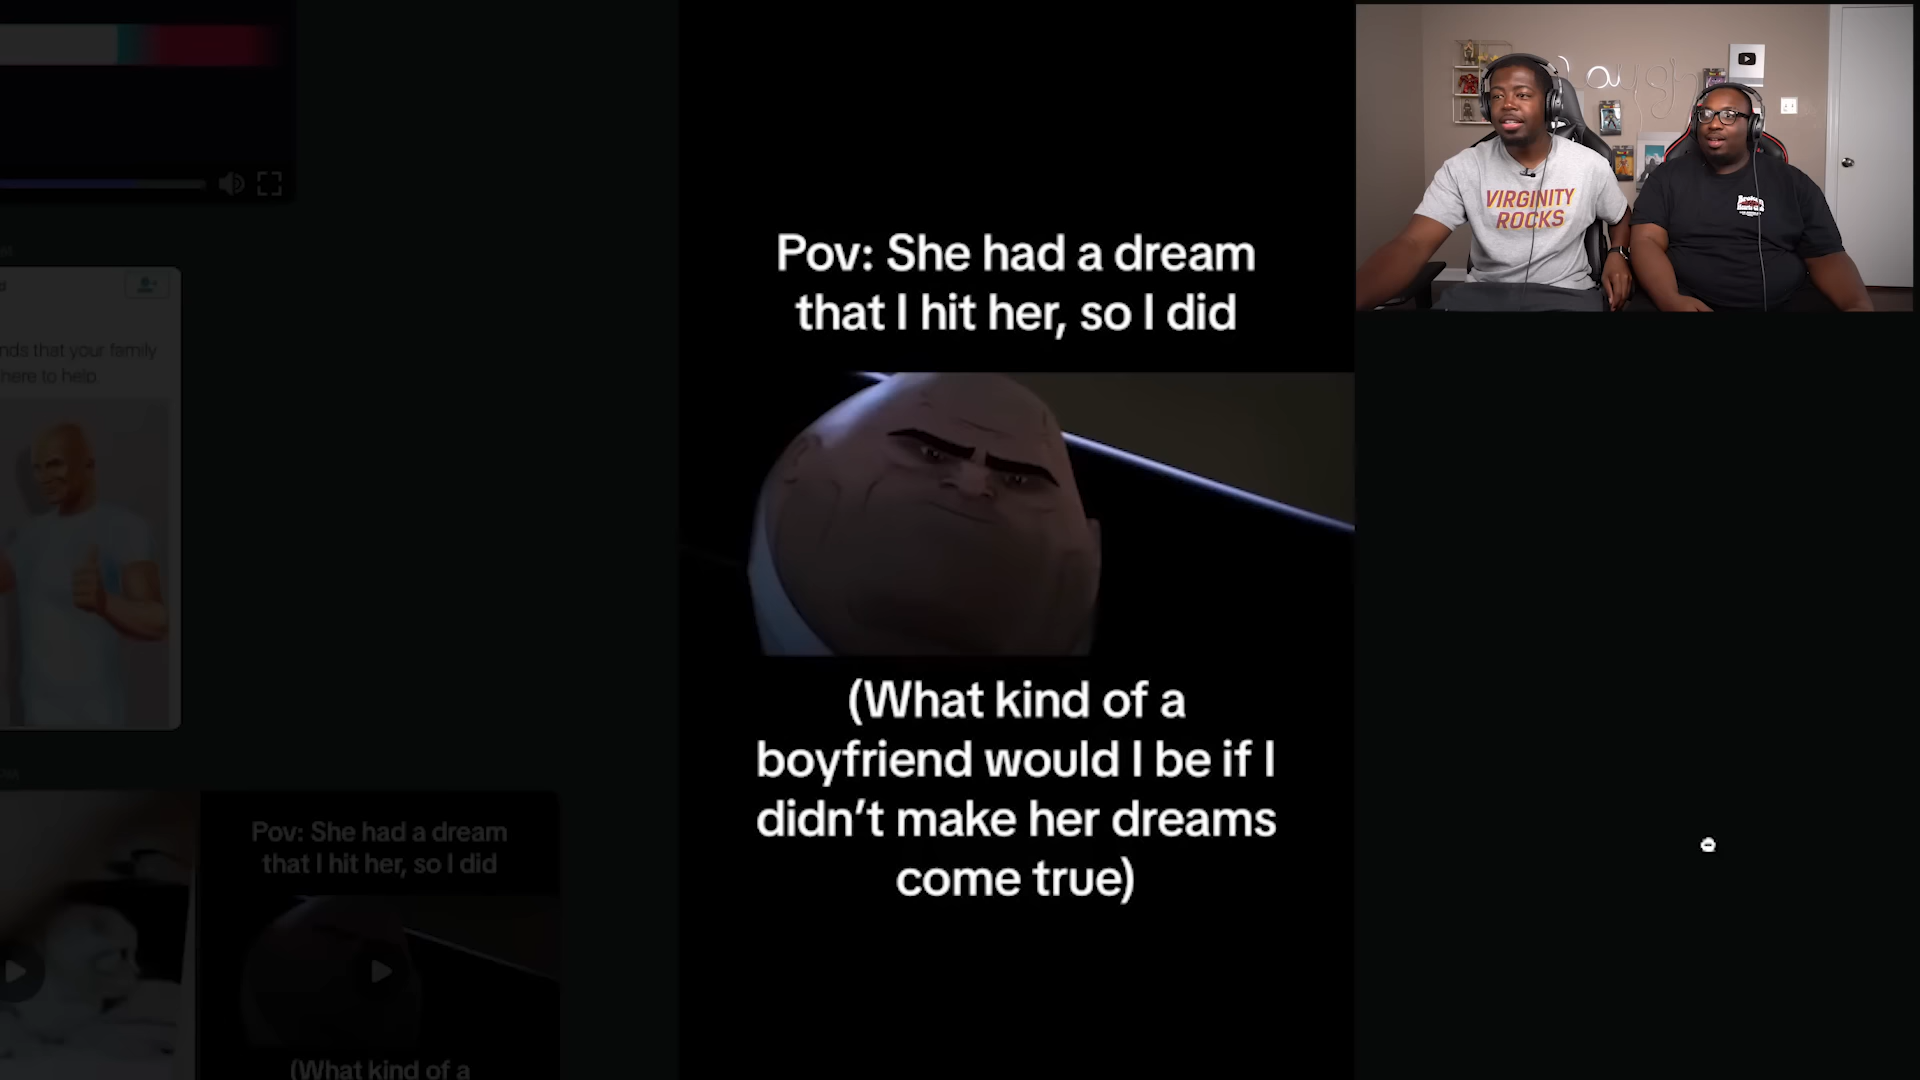 Pov: She had a dream
that I hit her, so I did
(What kind of a
boyfriend would I be if I
didn't make her dreams
come true)
VIRGINITY
ROCKS
nds that your family
here to help.
Pov: She had a dream
that I hit her, so I did
(What kind of a